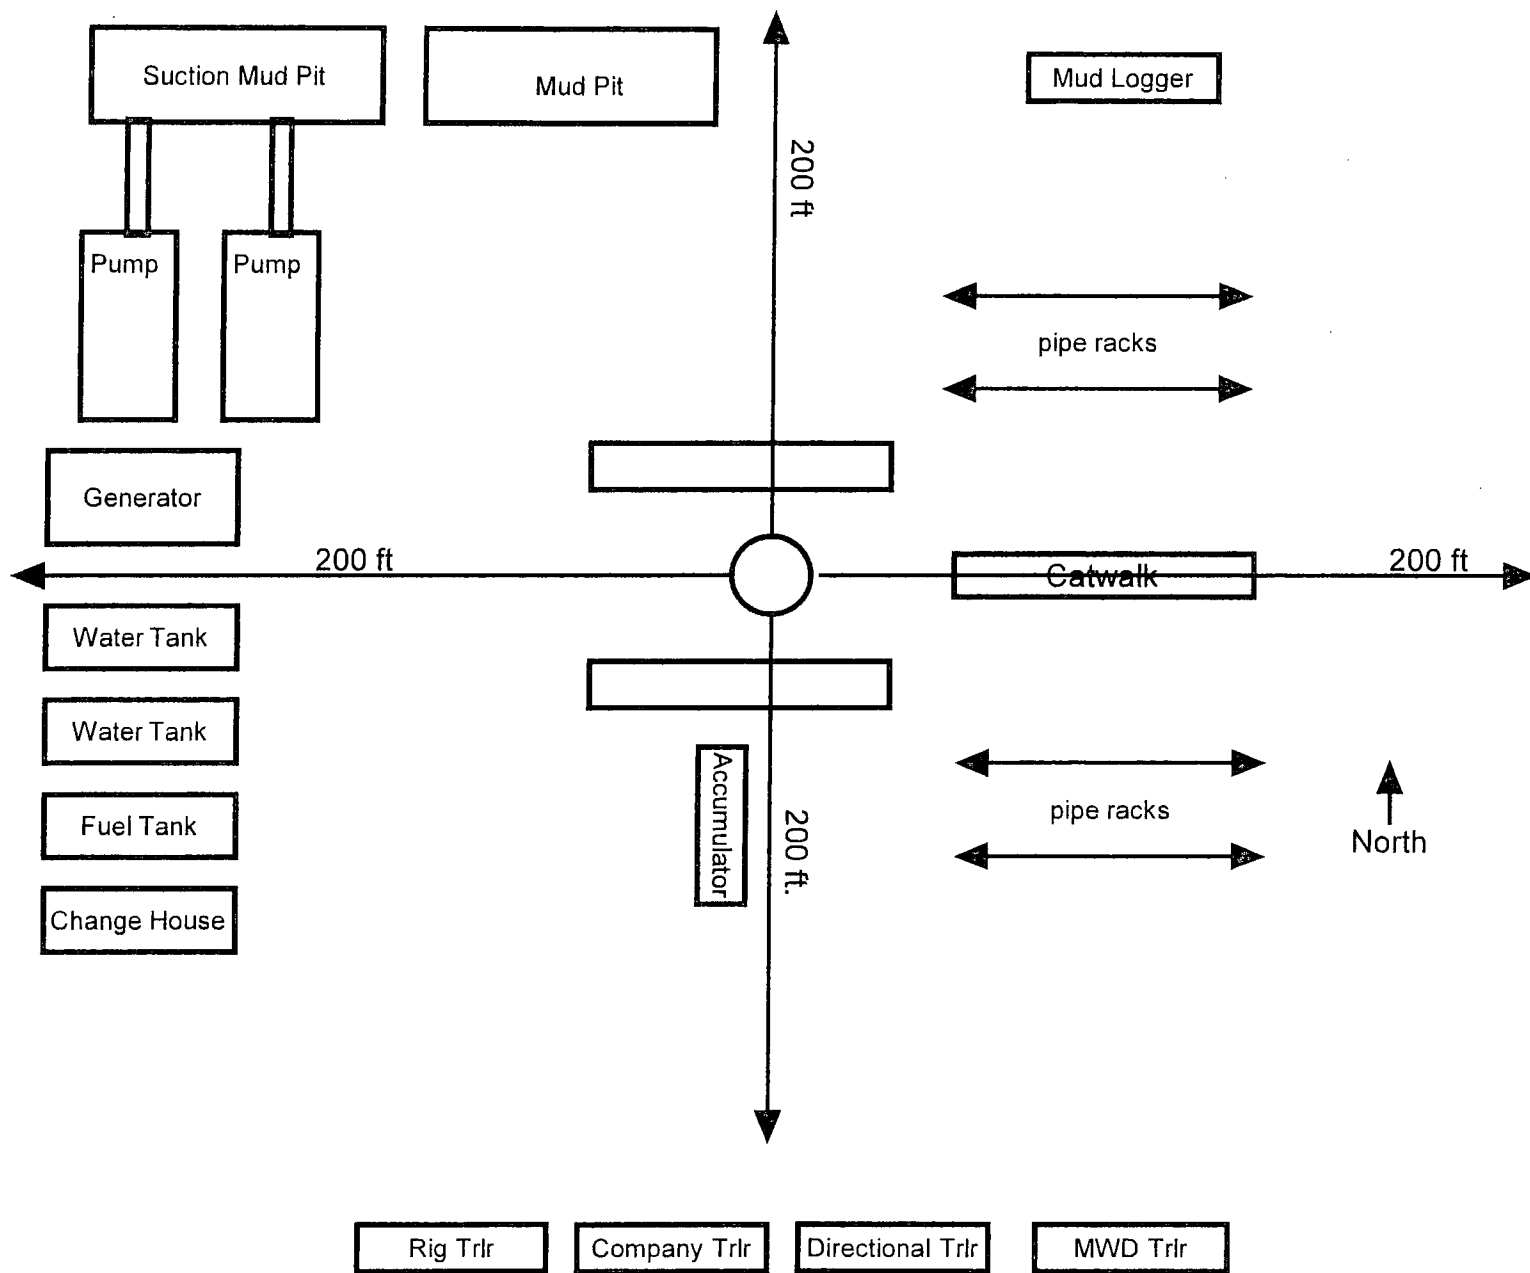 Suction Mud Pit
Mud Pit
Mud Logger
200 ft
Pump
Pump
pipe racks
Generator
200 ft
Catwalk
200 ft
Water Tank
Water Tank
Accumulator
200 ft.
pipe racks
Fuel Tank
North
Change House
Rig Trlr
Company Trlr
Directional Trlr
MWD Trlr